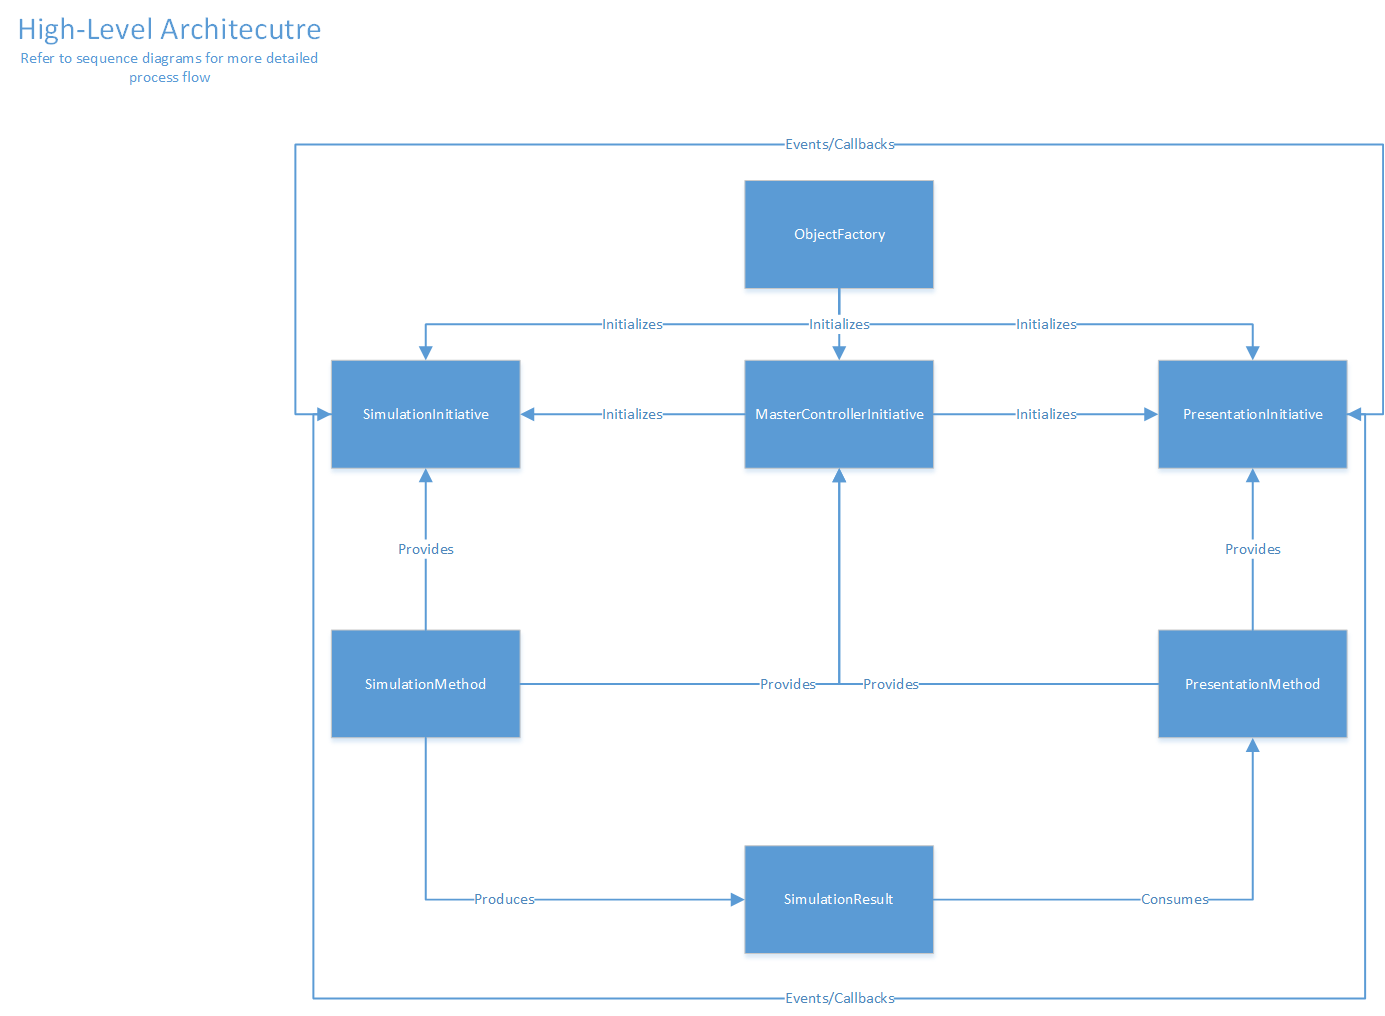 High-Level Architecutre
Refer to sequence diagrams for more detailed
process flow
Events/Callbacks
ObjectFactory
Initializes
Initializes
Initializes
SimulationInitiative
Initializes
MasterControllerInitiative
Initializes
PresentationInitiative
Provides
Provides
SimulationMethod
Provides
Provides
PresentationMethod
Produces
SimulationResult
Consumes
Events/Callbacks